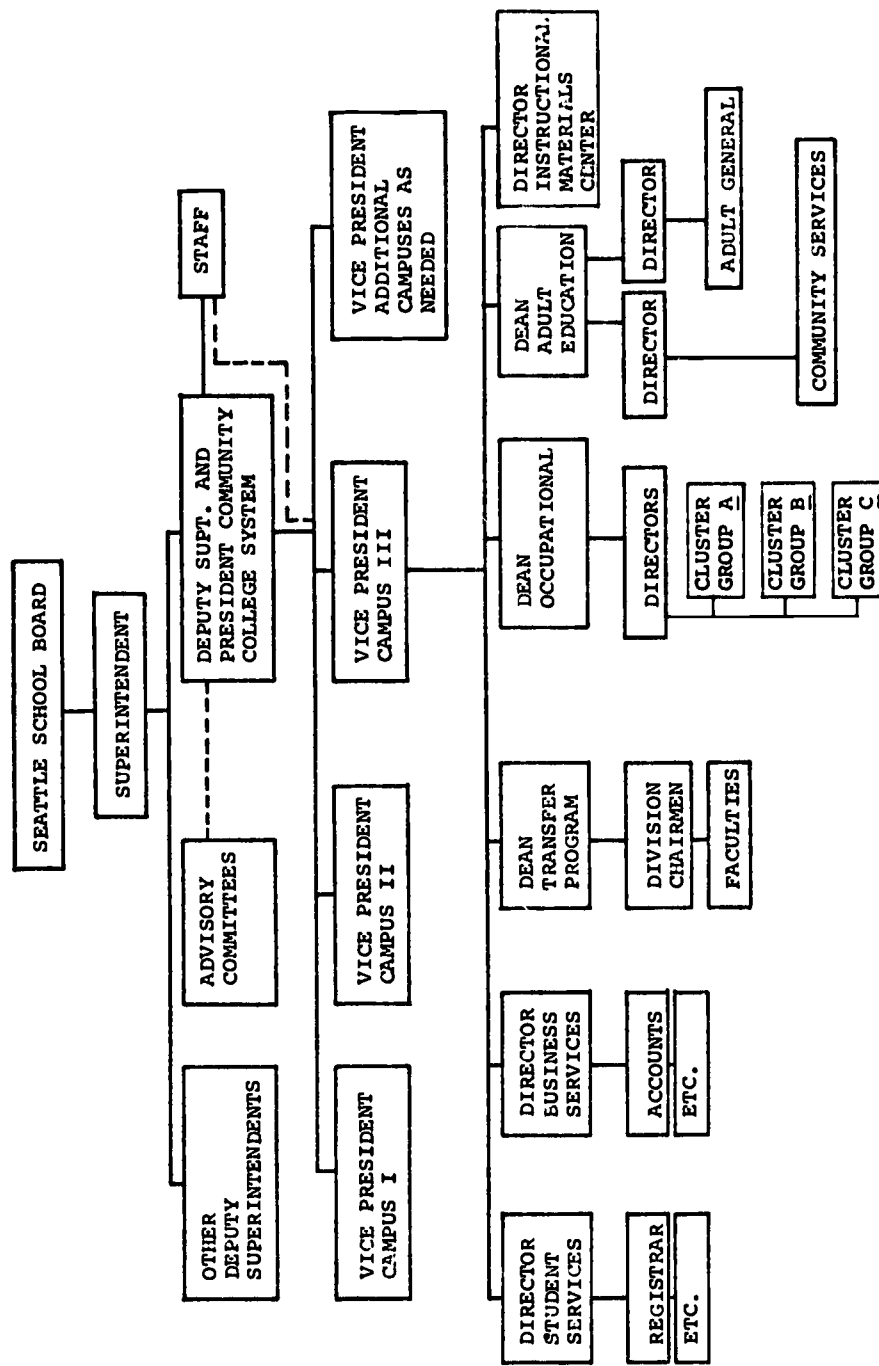 SEATTLE SCHOOL BOARD
SUPERINTENDENT
STAFF
OTHER
DEPUTY
SUPERINTENDENTS
ADVISORY
COMMITTEES
DEPUTY SUPT. AND
PRESIDENT COMMUNITY
COLLEGE SYSTEM
VICE PRESIDENT
CAMPUS I
VICE PRESIDENT
CAMPUS II
VICE PRESIDENT
CAMPUS III
VICE PRESIDENT
ADDITIONAL
CAMPUSES AS
NEEDED
DIRECTOR
STUDENT
SERVICES
DIRECTOR
BUSINESS
SERVICES
DEAN
TRANSFER
PROGRAM
DEAN
OCCUPATIONAL
DEAN
ADULT
EDUCATION
DIRECTOR
INSTRUCTIONAL
MATERIALS
CENTER
REGISTRAR
ETC.
ACCOUNTS
ETC.
DIVISION
CHAIRMEN
FACULTIES
DIRECTORS
CLUSTER
GROUP A
CLUSTER
GROUP B
CLUSTER
GROUP C
DIRECTOR
DIRECTOR
ADULT GENERAL
COMMUNITY SERVICES